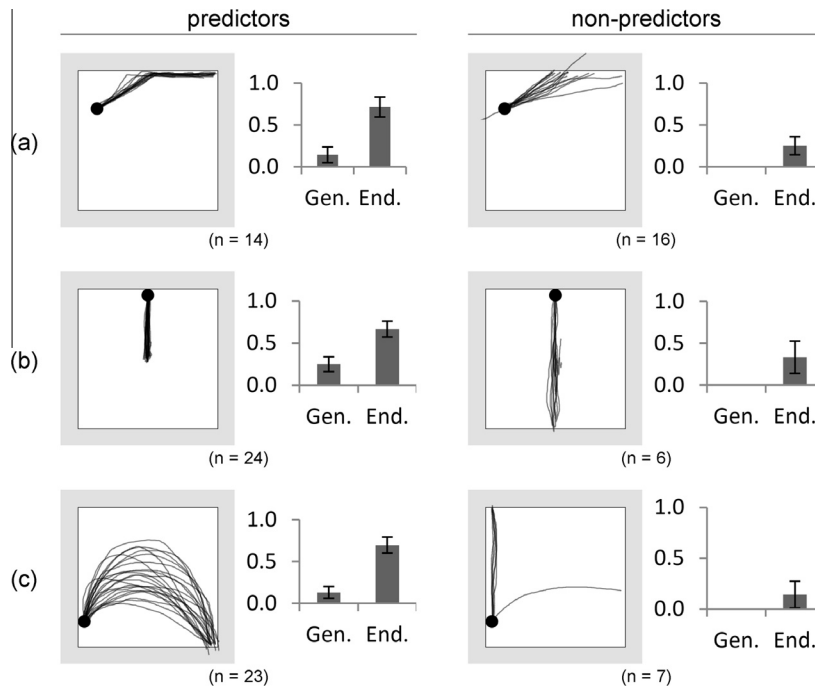 predictors non-predictors
(a)
1.0 1.0
0.5 0.5
0.0 0.0
Gen. End. Gen. End.
(n = 14) (n = 16)
(b)
1.0 1.0
0.5 0.5
0.0 0.0
Gen. End. Gen. End.
(n = 24) (n = 6)
(c)
1.0 1.0
0.5 0.5
0.0 0.0
Gen. End. Gen. End.
(n = 23) (n = 7)